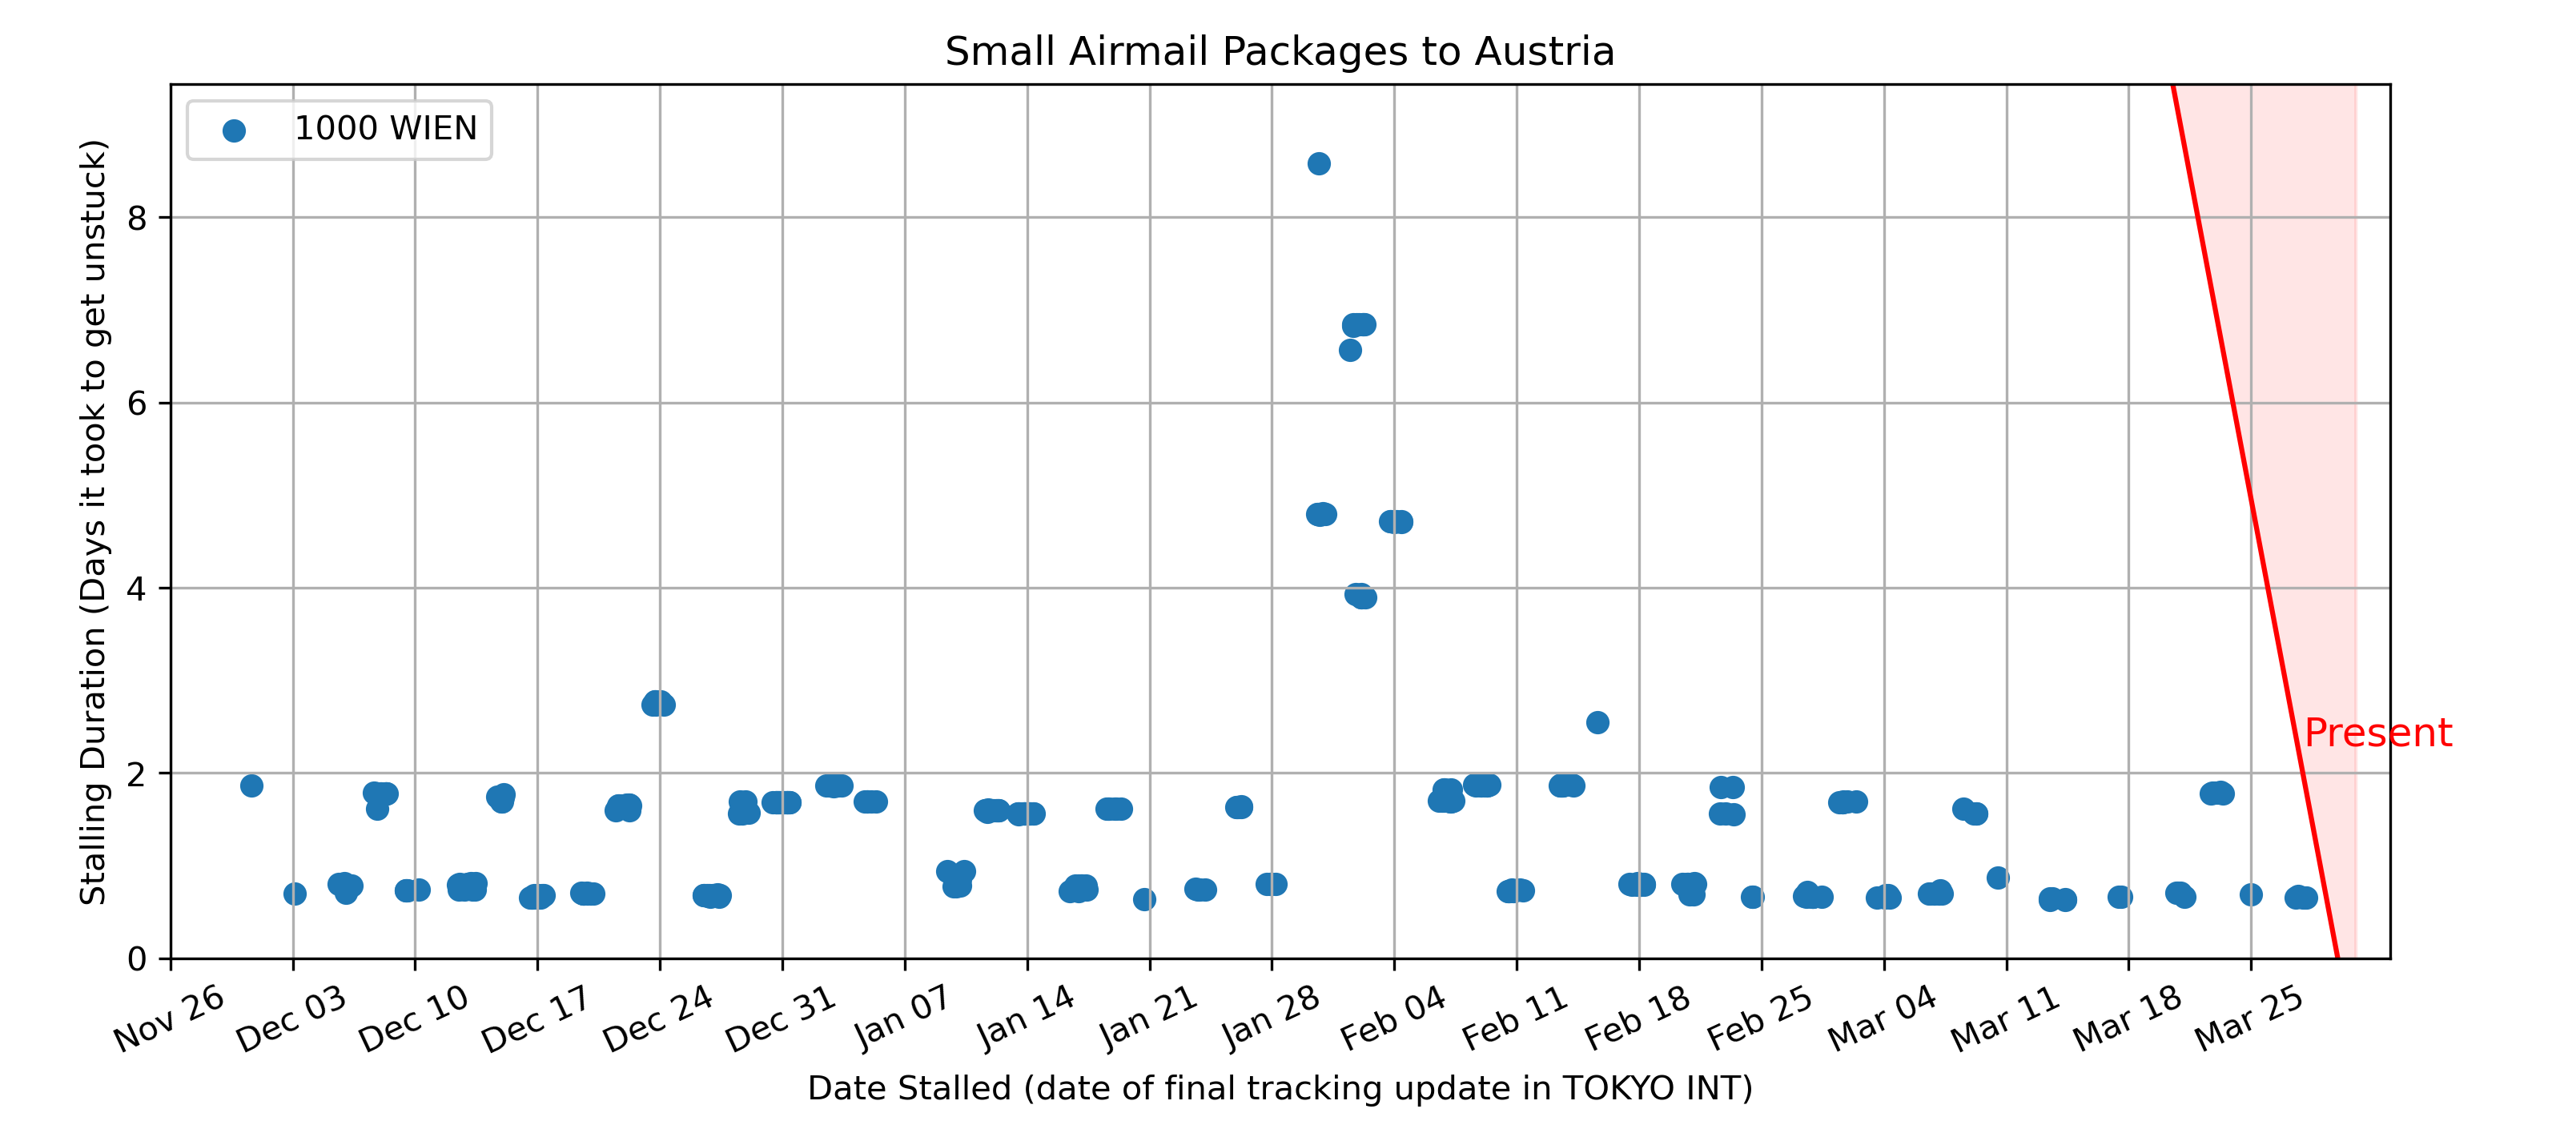 Small Airmail Packages to Austria
1000 WIEN
Stalling Duration (Days it took to get unstuck)
8
6
4
2
0
Present
Nov 26
Dec 03
Dec 10
Dec 17
Dec 24
Dec 31
Jan 07
Jan 14
Jan 21
Jan 28
Feb 04
Feb 11
Feb 18
Feb 25
Mar 04
Mar 11
Mar 18
Mar 25
Date Stalled (date of final tracking update in TOKYO INT)